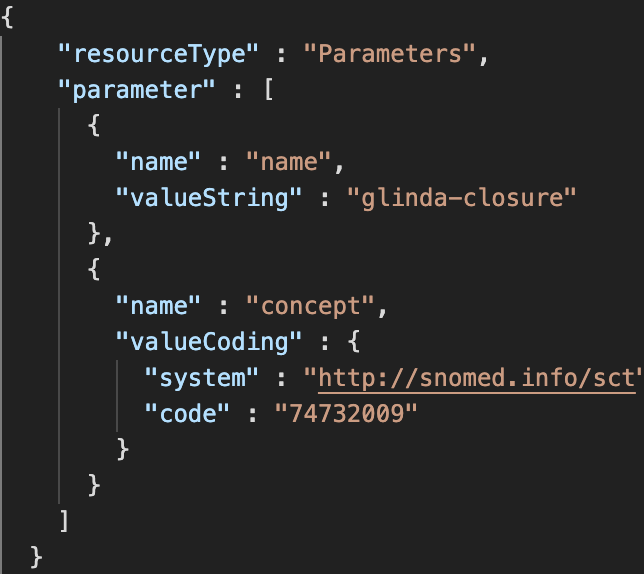 {
"resourceType" : "Parameters",
"parameter" : [
{
"name" : "name",
"valueString" : "glinda-closure"
},
{
"name" : "concept",
"valueCoding" : {
"system" : "http://snomed.info/sct"
"code" : "74732009"
}
}
]
}